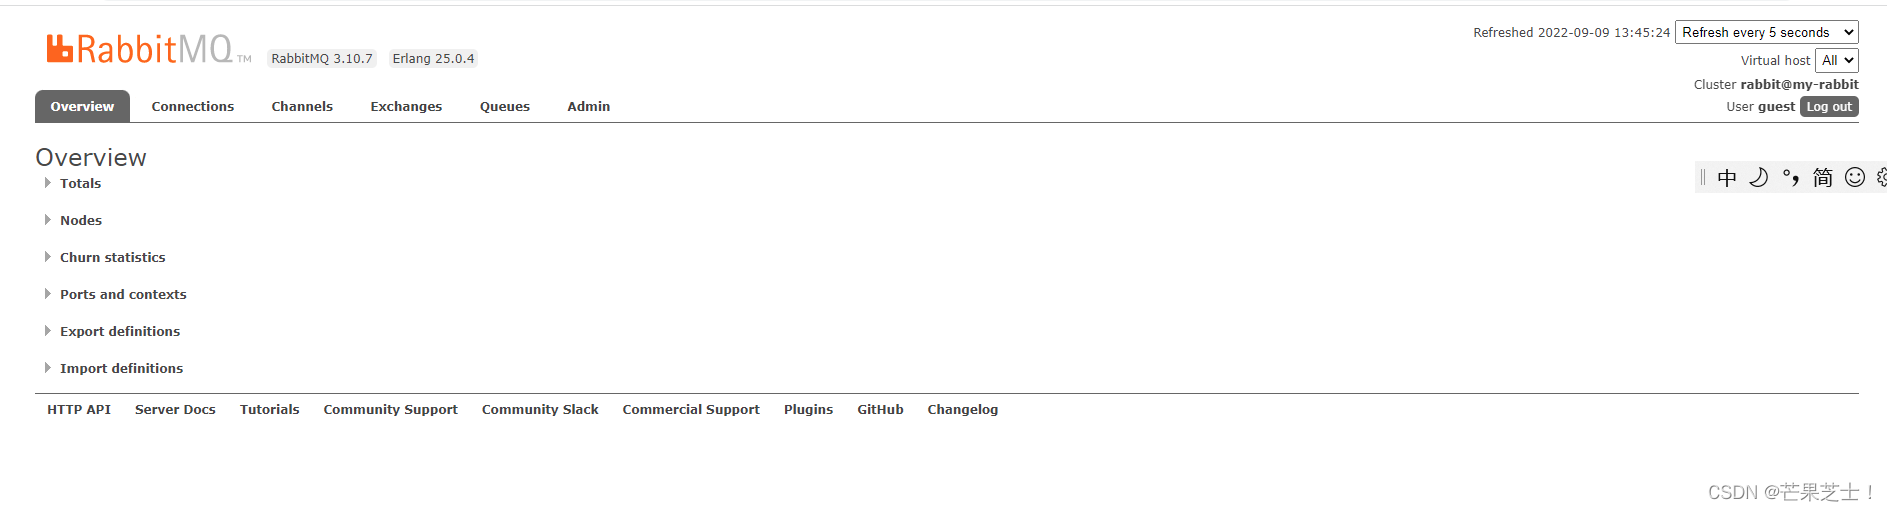 RabbitMQ TM RabbitMQ 3.10.7 Erlang 25.0.4
Refreshed 2022-09-09 13:45:24 Refresh every 5 seconds
Virtual host All
Cluster rabbit@my-rabbit
User guest Log out
Overview Connections Channels Exchanges Queues Admin
Overview
Totals
Nodes
Churn statistics
Ports and contexts
Export definitions
Import definitions
中 °, 简
HTTP API Server Docs Tutorials Community Support Community Slack Commercial Support Plugins GitHub Changelog
CSDN @芒果芝士！